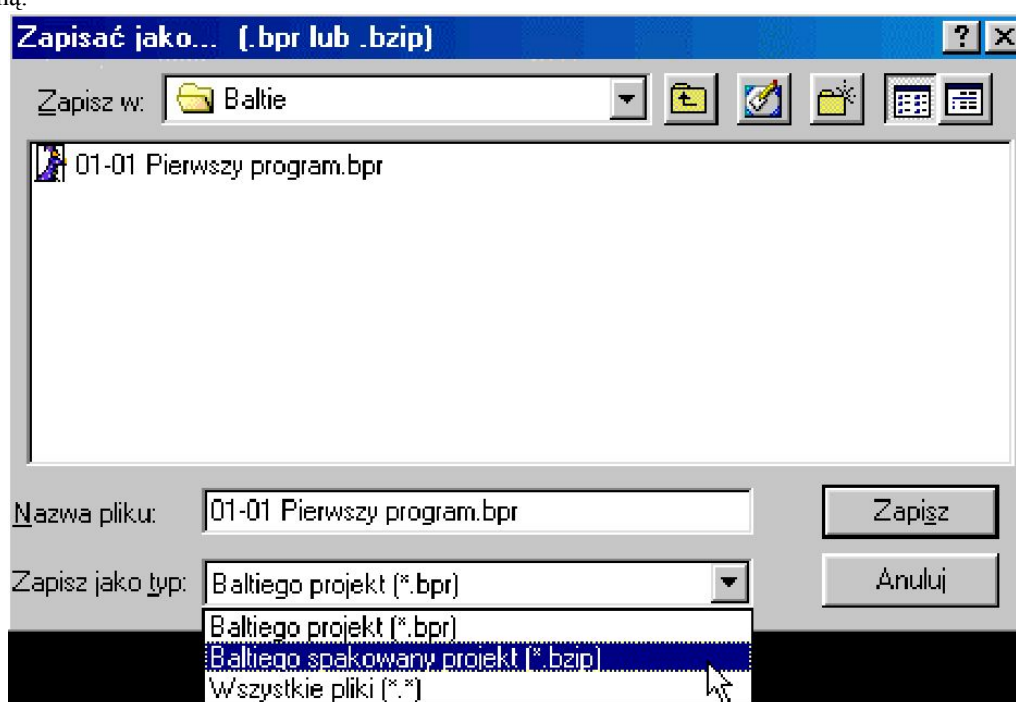 ną.
Zapisać jako... (.bpr lub .bzip)
Zapisz w: Baltie
01-01 Pierwszy program.bpr
Nazwa pliku: 01-01 Pierwszy program.bpr Zapisz
Zapisz jako typ: Baltiego projekt (*.bpr) Anuluj
Baltiego projekt (*.bpr)
Baltiego spakowany projekt (*.bzip)
Wszystkie pliki (*.*)